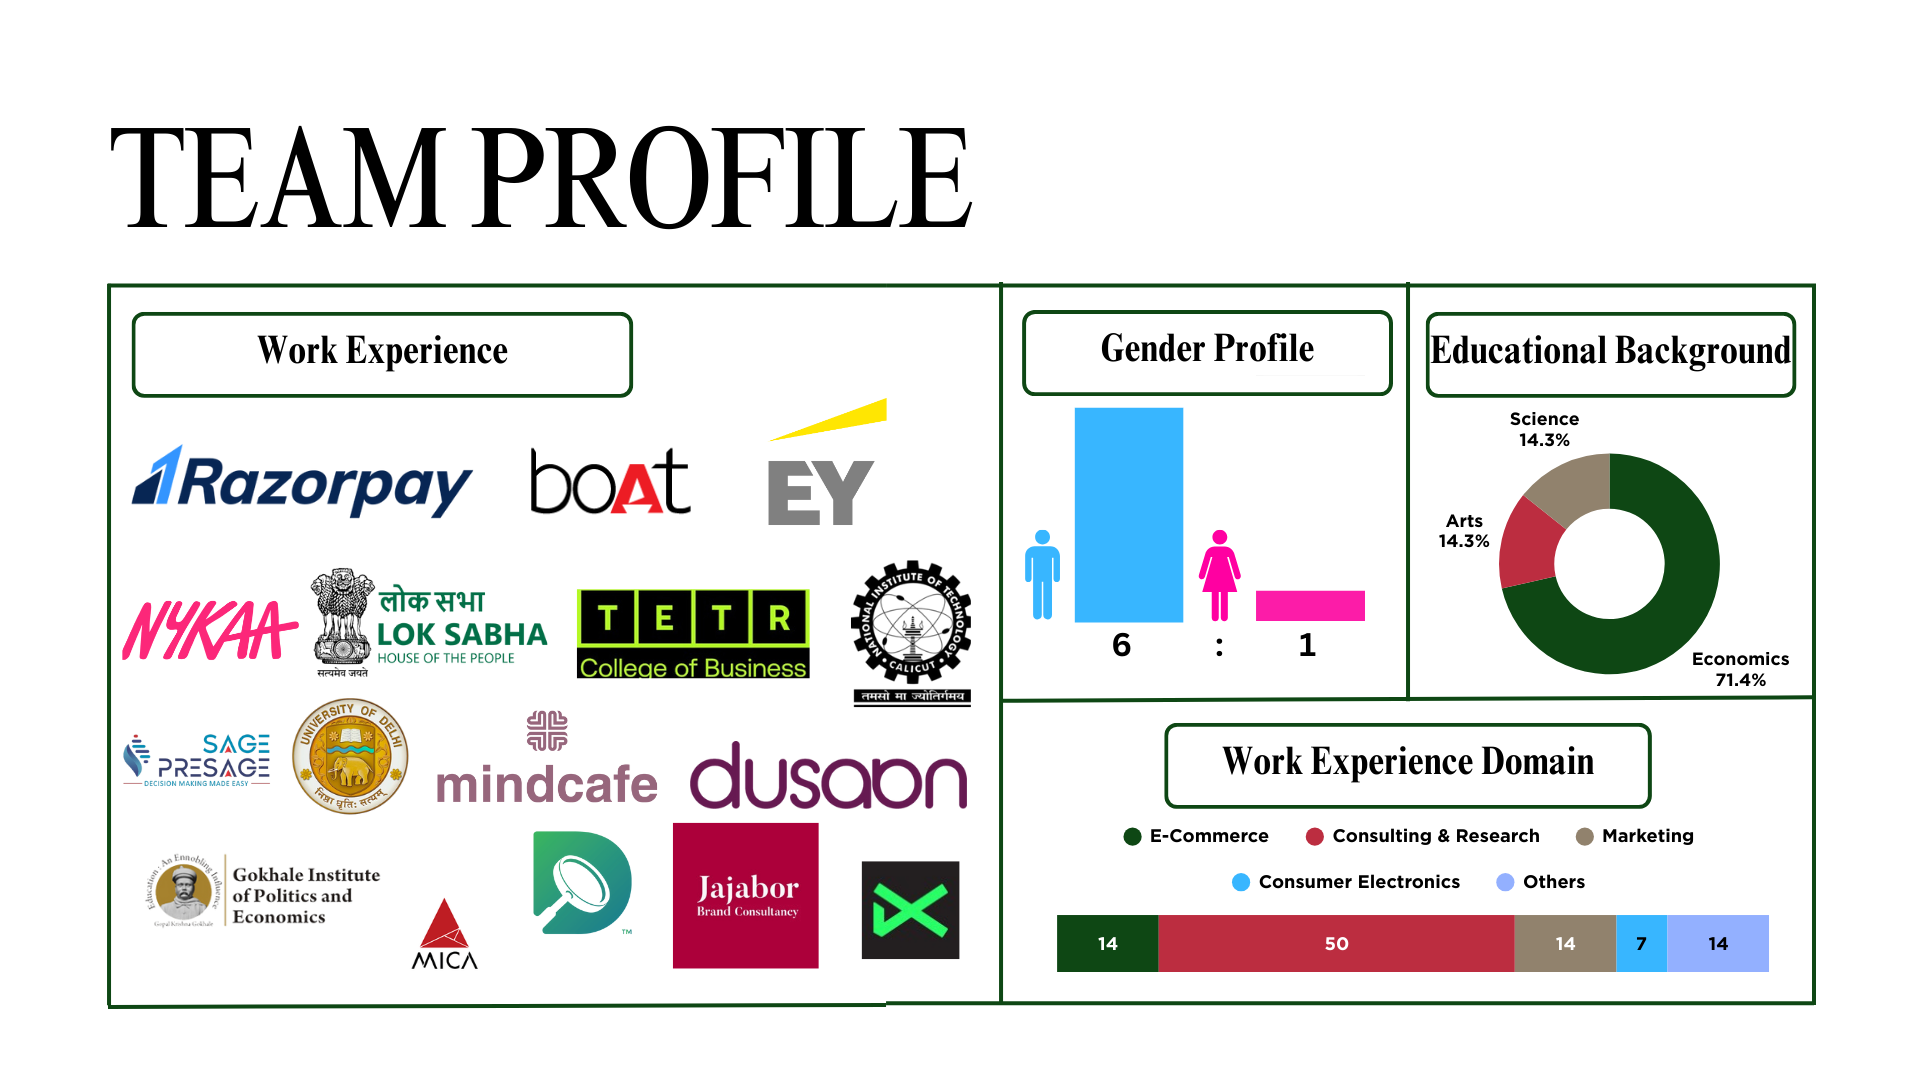 TEAM PROFILE
Work Experience
Razorpay
boAt
EY
NYKAA
लोक सभा
LOK SABHA
HOUSE OF THE PEOPLE
सत्यमेव जयते
TETR
College of Business
NATIONAL INSTITUTE OF TECHNOLOGY
CALICUT
तमसो मा ज्योतिर्गमय
SAGE
PRESAGE
DECISION MAKING MADE EASY
UNIVERSITY OF DELHI
निष्ठा धृति: सत्यम्
mindcafe
dusaan
Education : An Ennobling Influence
Gopal Krishna Gokhale
Gokhale Institute
of Politics and
Economics
MICA
TM
Jajabor
Brand Consultancy
Gender Profile
6 : 1
Educational Background
Science
14.3%
Arts
14.3%
Economics
71.4%
Work Experience Domain
E-Commerce
Consulting & Research
Marketing
Consumer Electronics
Others
14
50
14
7
14